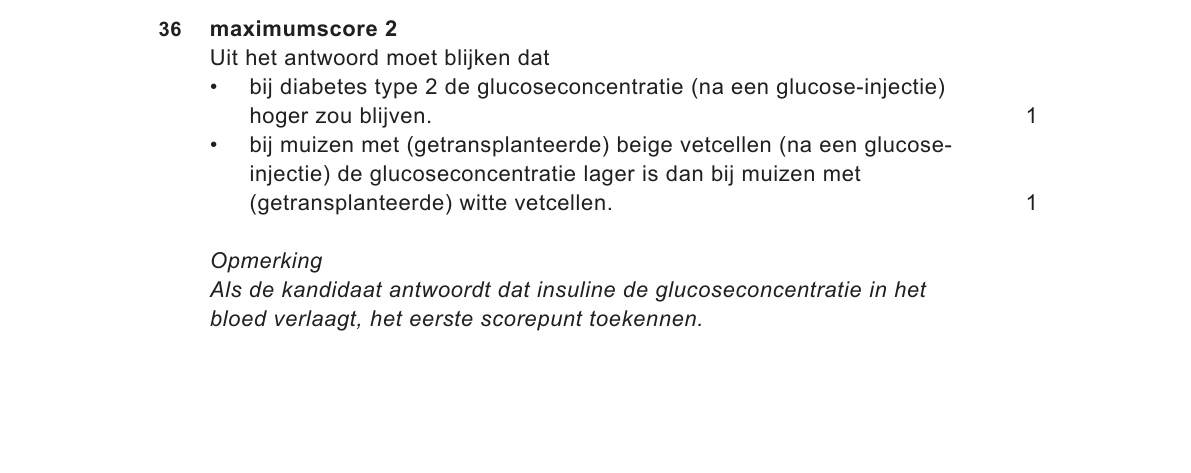 36 maximumscore 2
Uit het antwoord moet blijken dat
• bij diabetes type 2 de glucoseconcentratie (na een glucose-injectie)
hoger zou blijven. 1
• bij muizen met (getransplanteerde) beige vetcellen (na een glucose-
injectie) de glucoseconcentratie lager is dan bij muizen met
(getransplanteerde) witte vetcellen. 1
Opmerking
Als de kandidaat antwoordt dat insuline de glucoseconcentratie in het
bloed verlaagt, het eerste scorepunt toekennen.